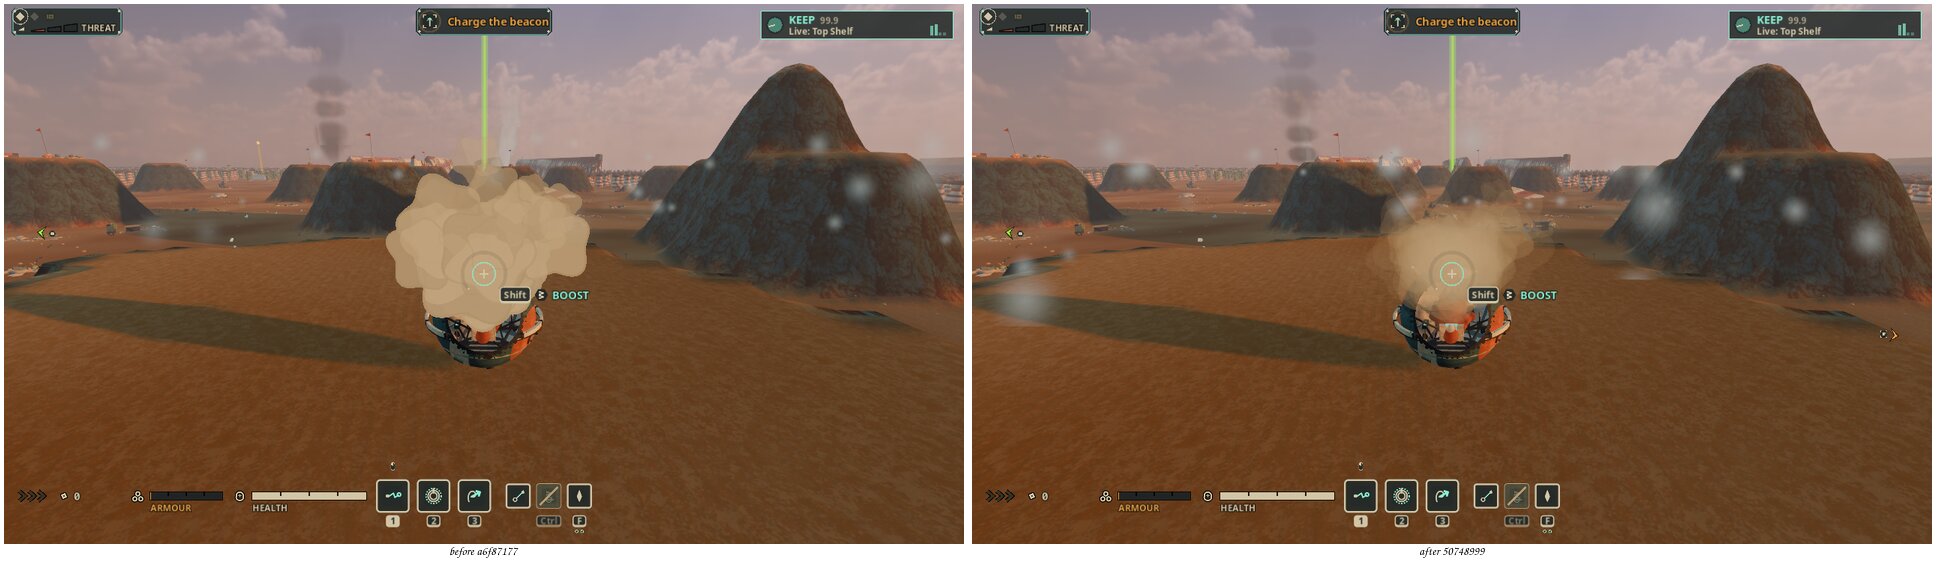 THREAT
Charge the beacon
KEEP 99.9
Live: Top Shelf
Shift BOOST
0
ARMOUR
HEALTH
1
2
3
Ctrl
F
before a6f87177
THREAT
Charge the beacon
KEEP 99.9
Live: Top Shelf
Shift BOOST
0
ARMOUR
HEALTH
1
2
3
Ctrl
F
after 50748999